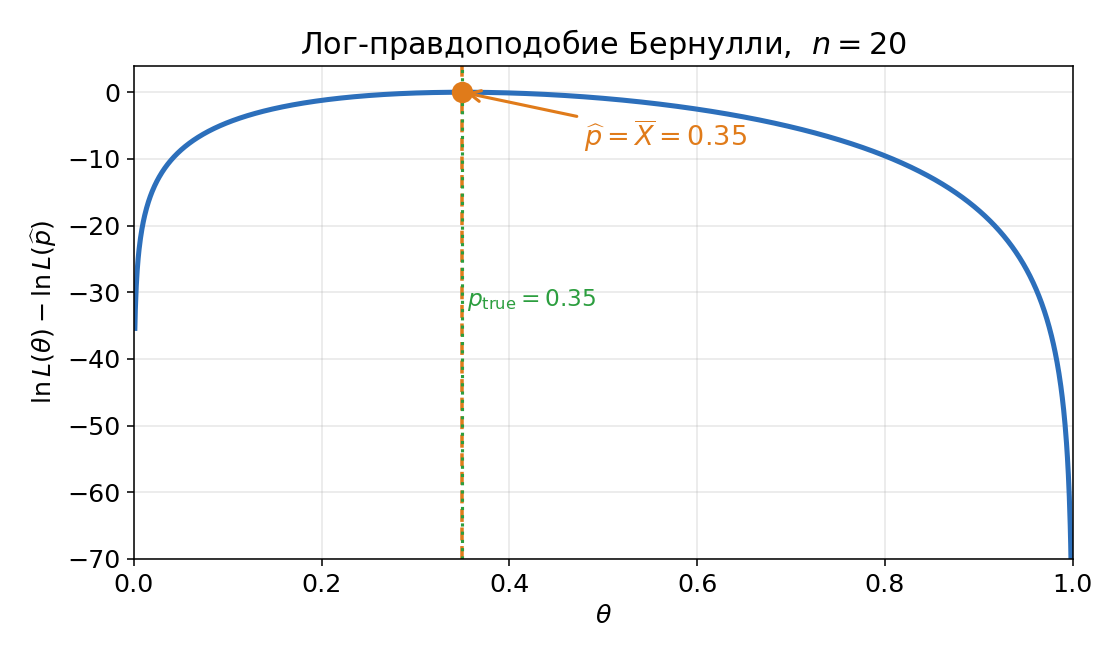 Лог-правдоподобие Бернулли, n = 20
ln L(θ) − ln L(p̂)
0
−10
−20
−30
−40
−50
−60
−70
p̂ = X̅ = 0.35
p_true = 0.35
0.0 0.2 0.4 0.6 0.8 1.0
θ